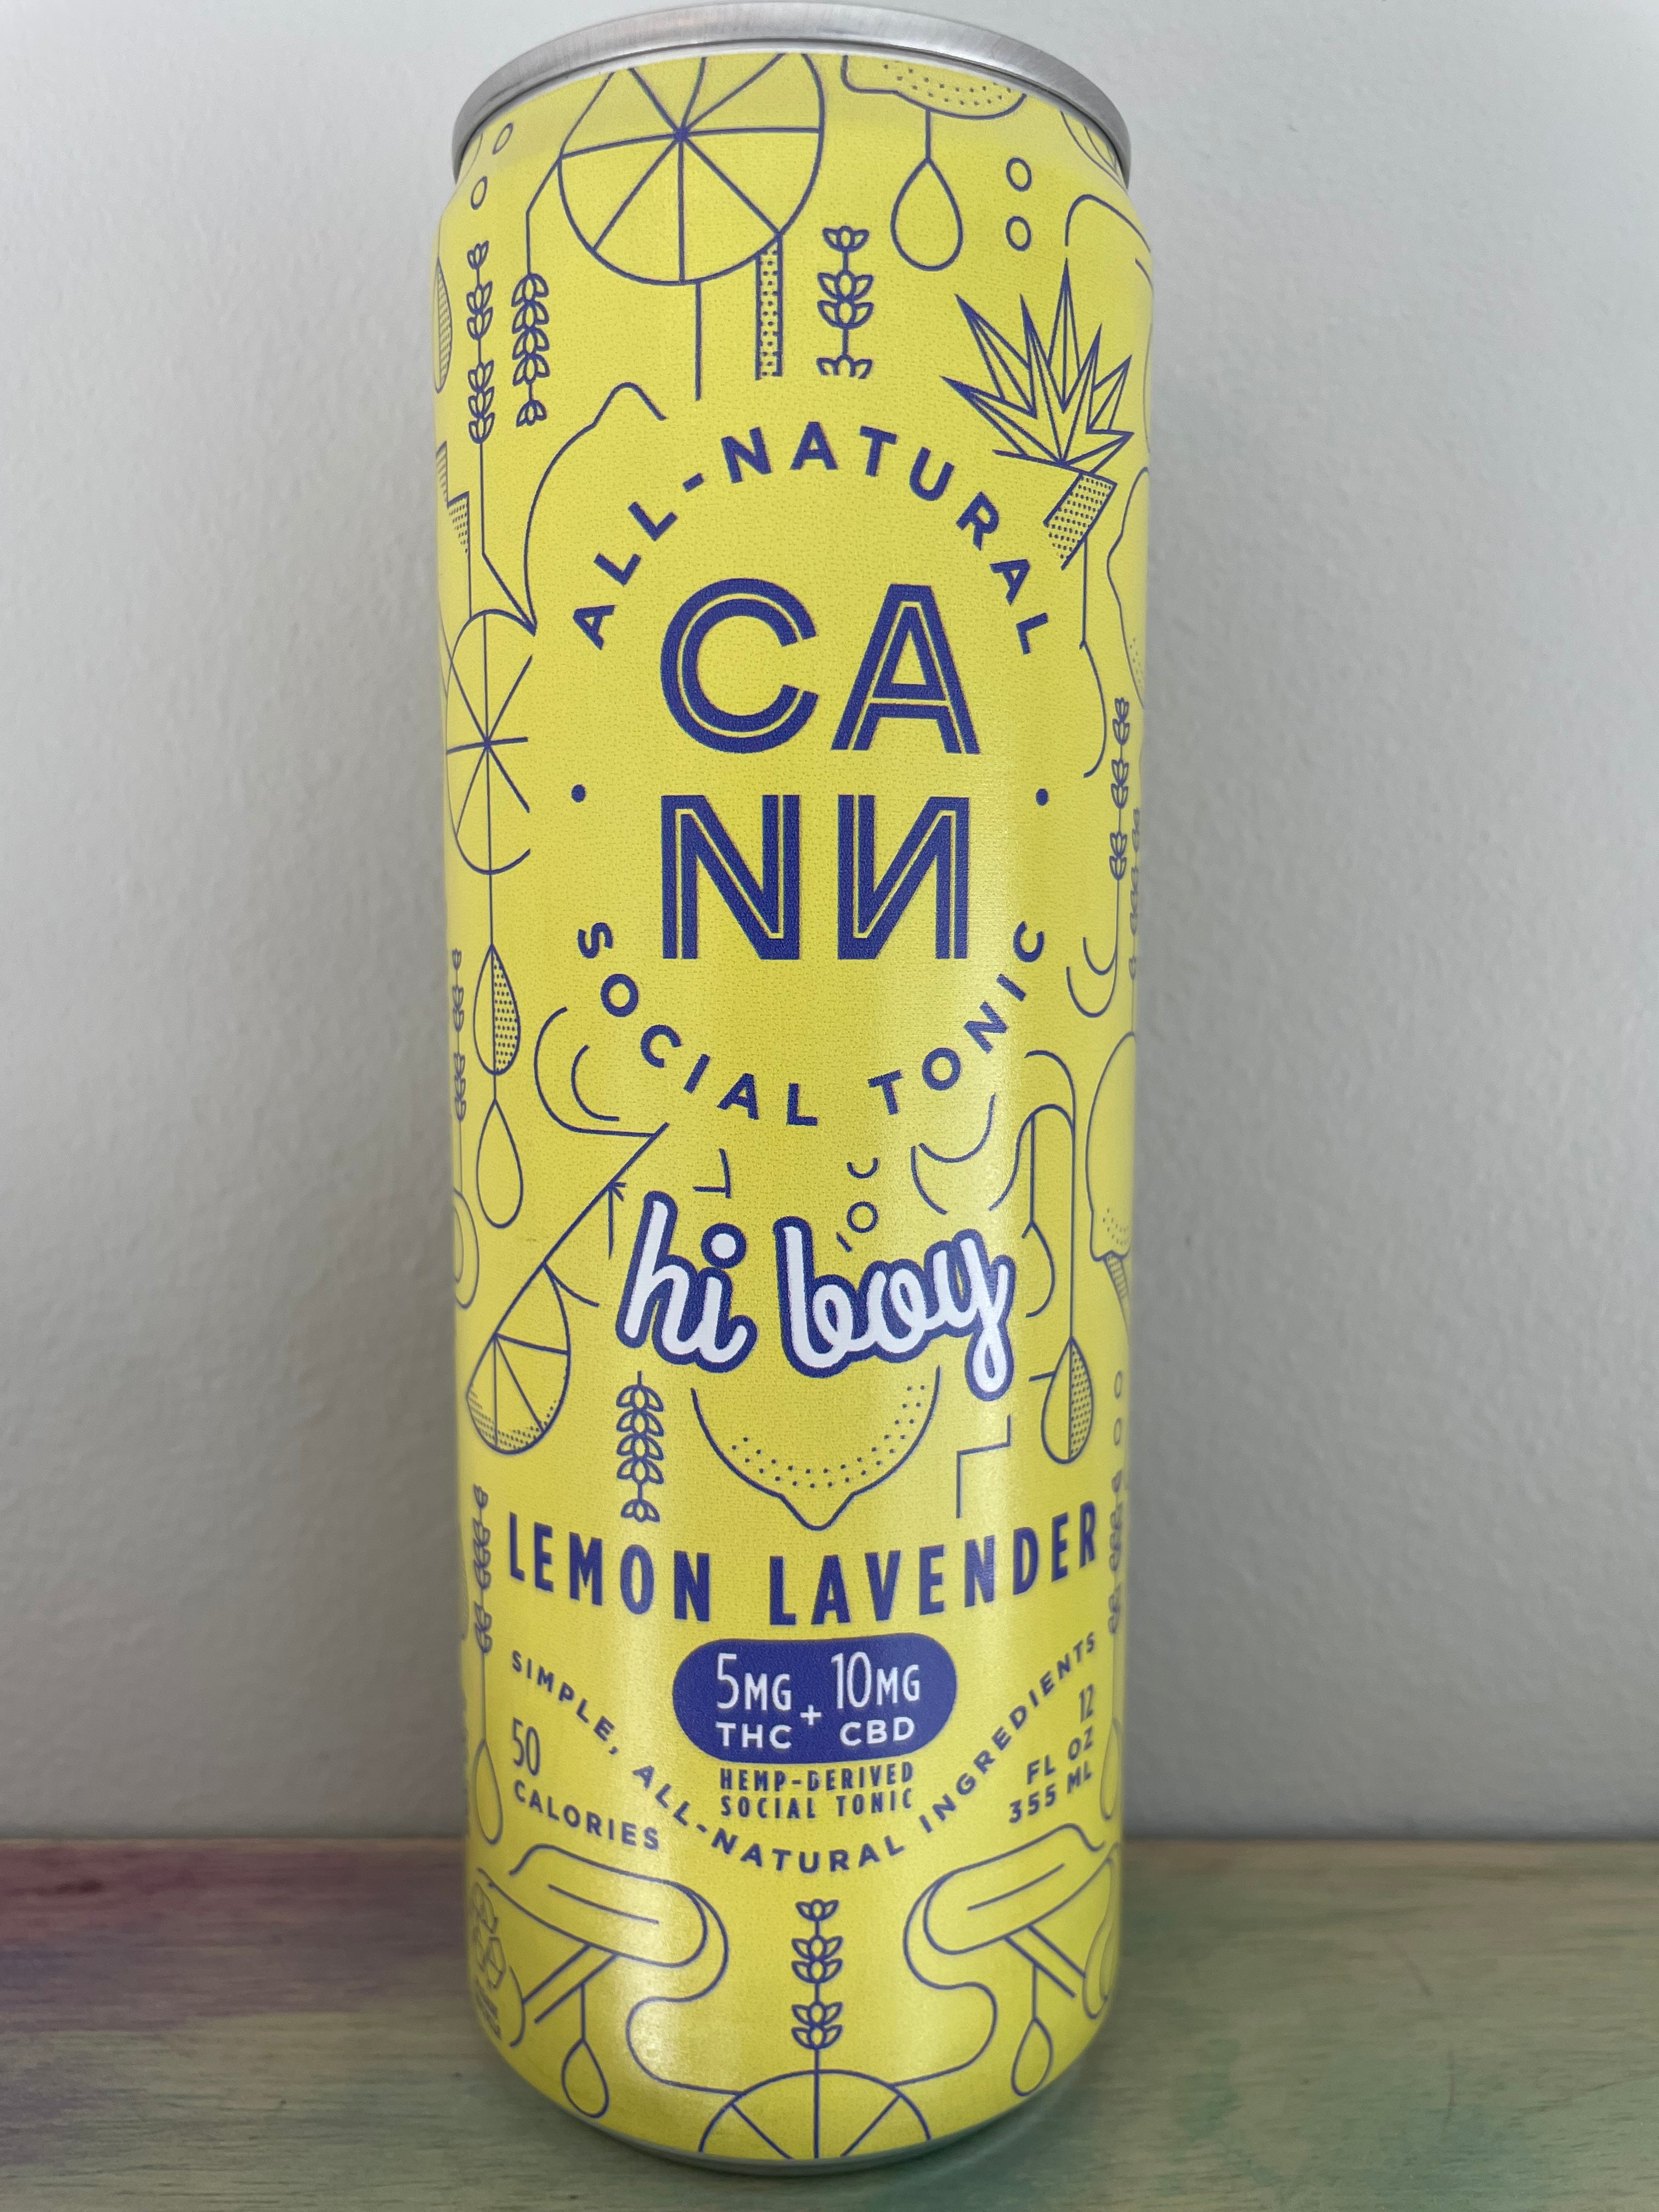 ALL-NATURAL
CA
NN
SOCIAL TONIC
hi boy
LEMON LAVENDER
5MG THC + 10MG CBD
HEMP-DERIVED
SOCIAL TONIC
50
CALORIES
SIMPLE, ALL-NATURAL INGREDIENTS
12
FL OZ
355 ML